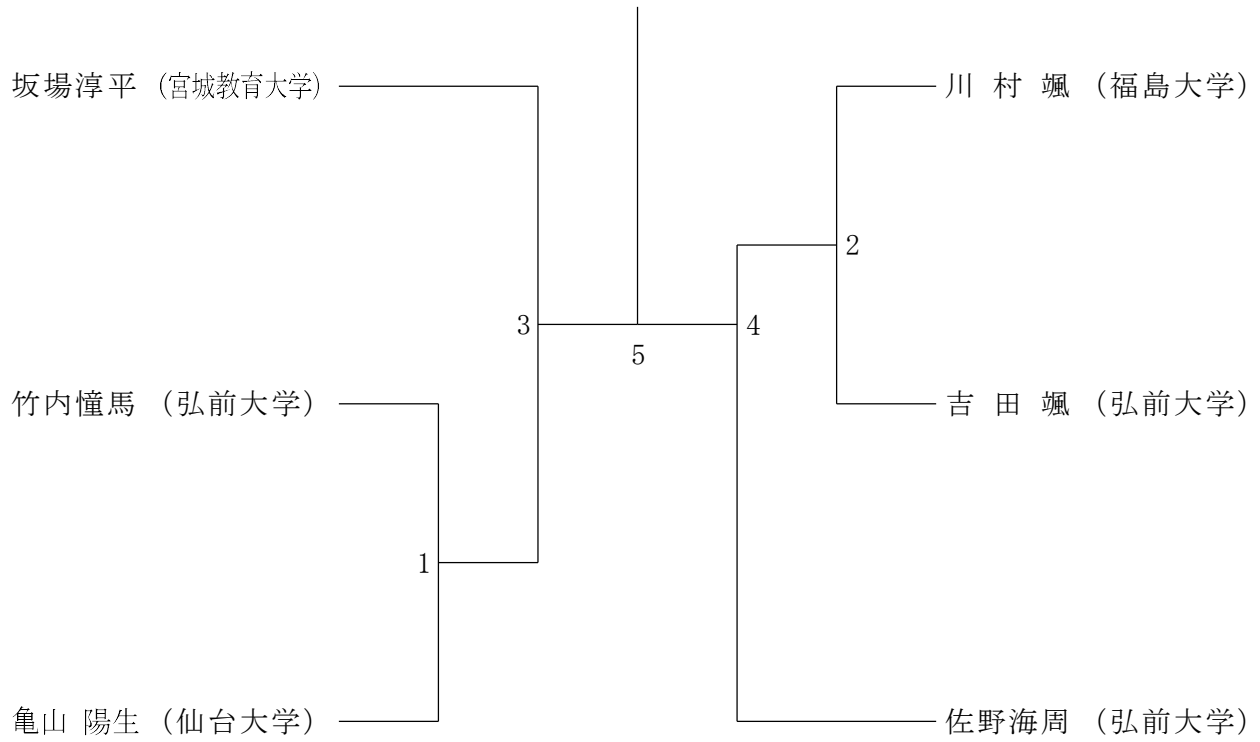 坂場淳平 (宮城教育大学)
川 村 颯 (福島大学)
2
3
4
5
竹内憧馬 (弘前大学)
吉 田 颯 (弘前大学)
1
亀山 陽生 (仙台大学)
佐野海周 (弘前大学)